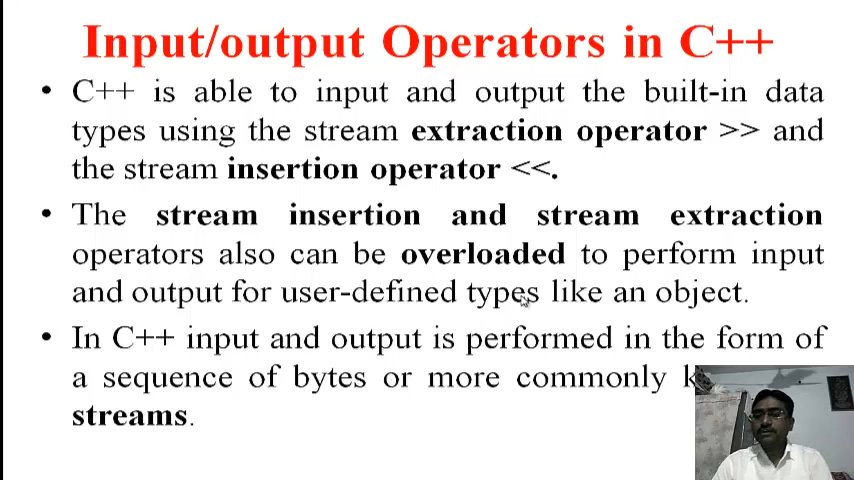 Input/output Operators in C++
• C++ is able to input and output the built-in data
types using the stream extraction operator >> and
the stream insertion operator <<.
• The stream insertion and stream extraction
operators also can be overloaded to perform input
and output for user-defined types like an object.
• In C++ input and output is performed in the form of
a sequence of bytes or more commonly
streams.